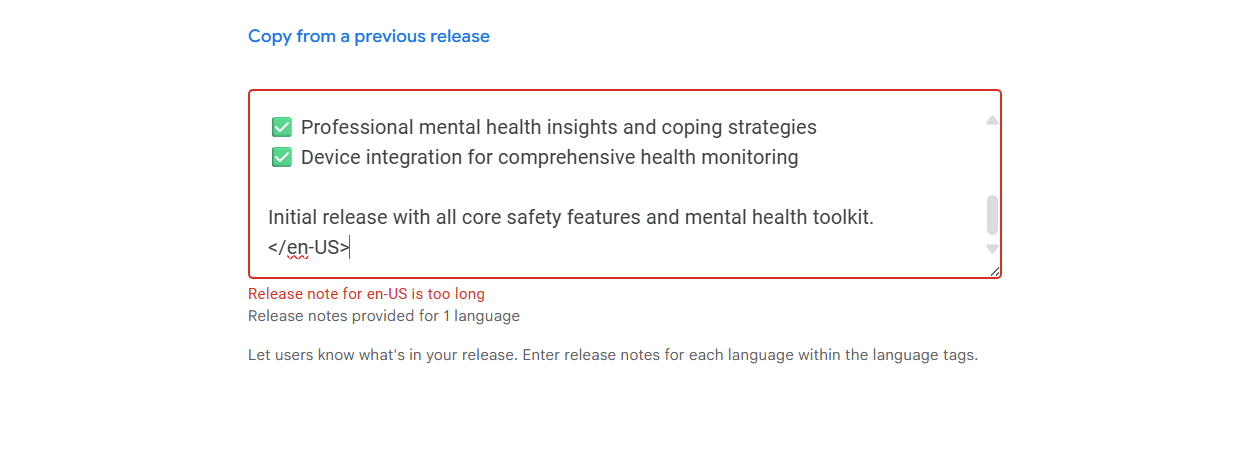 Copy from a previous release
✅ Professional mental health insights and coping strategies
✅ Device integration for comprehensive health monitoring
Initial release with all core safety features and mental health toolkit.
</en-US>
Release note for en-US is too long
Release notes provided for 1 language
Let users know what's in your release. Enter release notes for each language within the language tags.